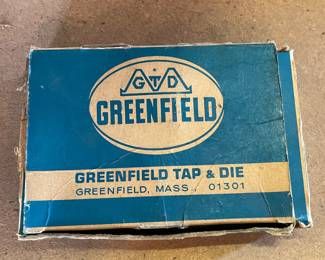 GTD
GREENFIELD
GREENFIELD TAP & DIE
GREENFIELD, MASS. 01301